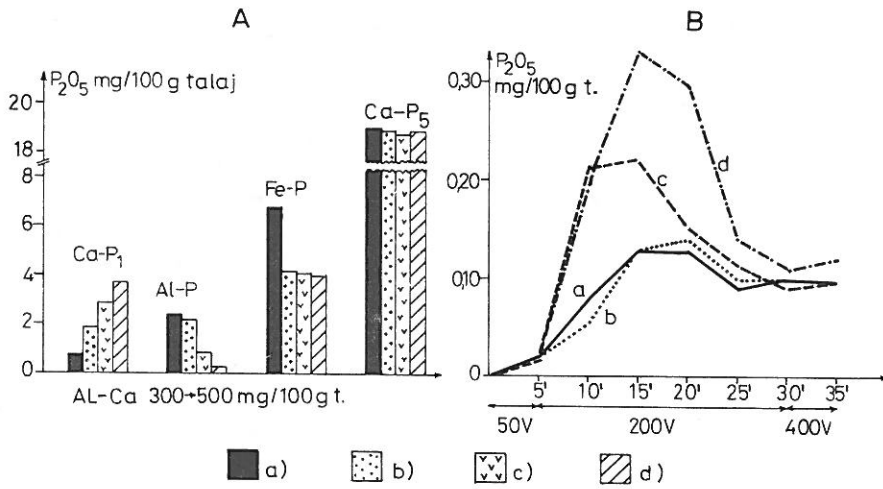 A
P₂O₅ mg/100 g talaj
20
18
8
6
4
2
0
Ca-P₁
Al-P
Fe-P
Ca-P₅
AL-Ca 300→500 mg/100g t.
B
P₂O₅
mg/100g t.
0,30
0,20
0,10
0
a
b
c
d
5' 10' 15' 20' 25' 30' 35'
50V 200V 400V
a) b) c) d)